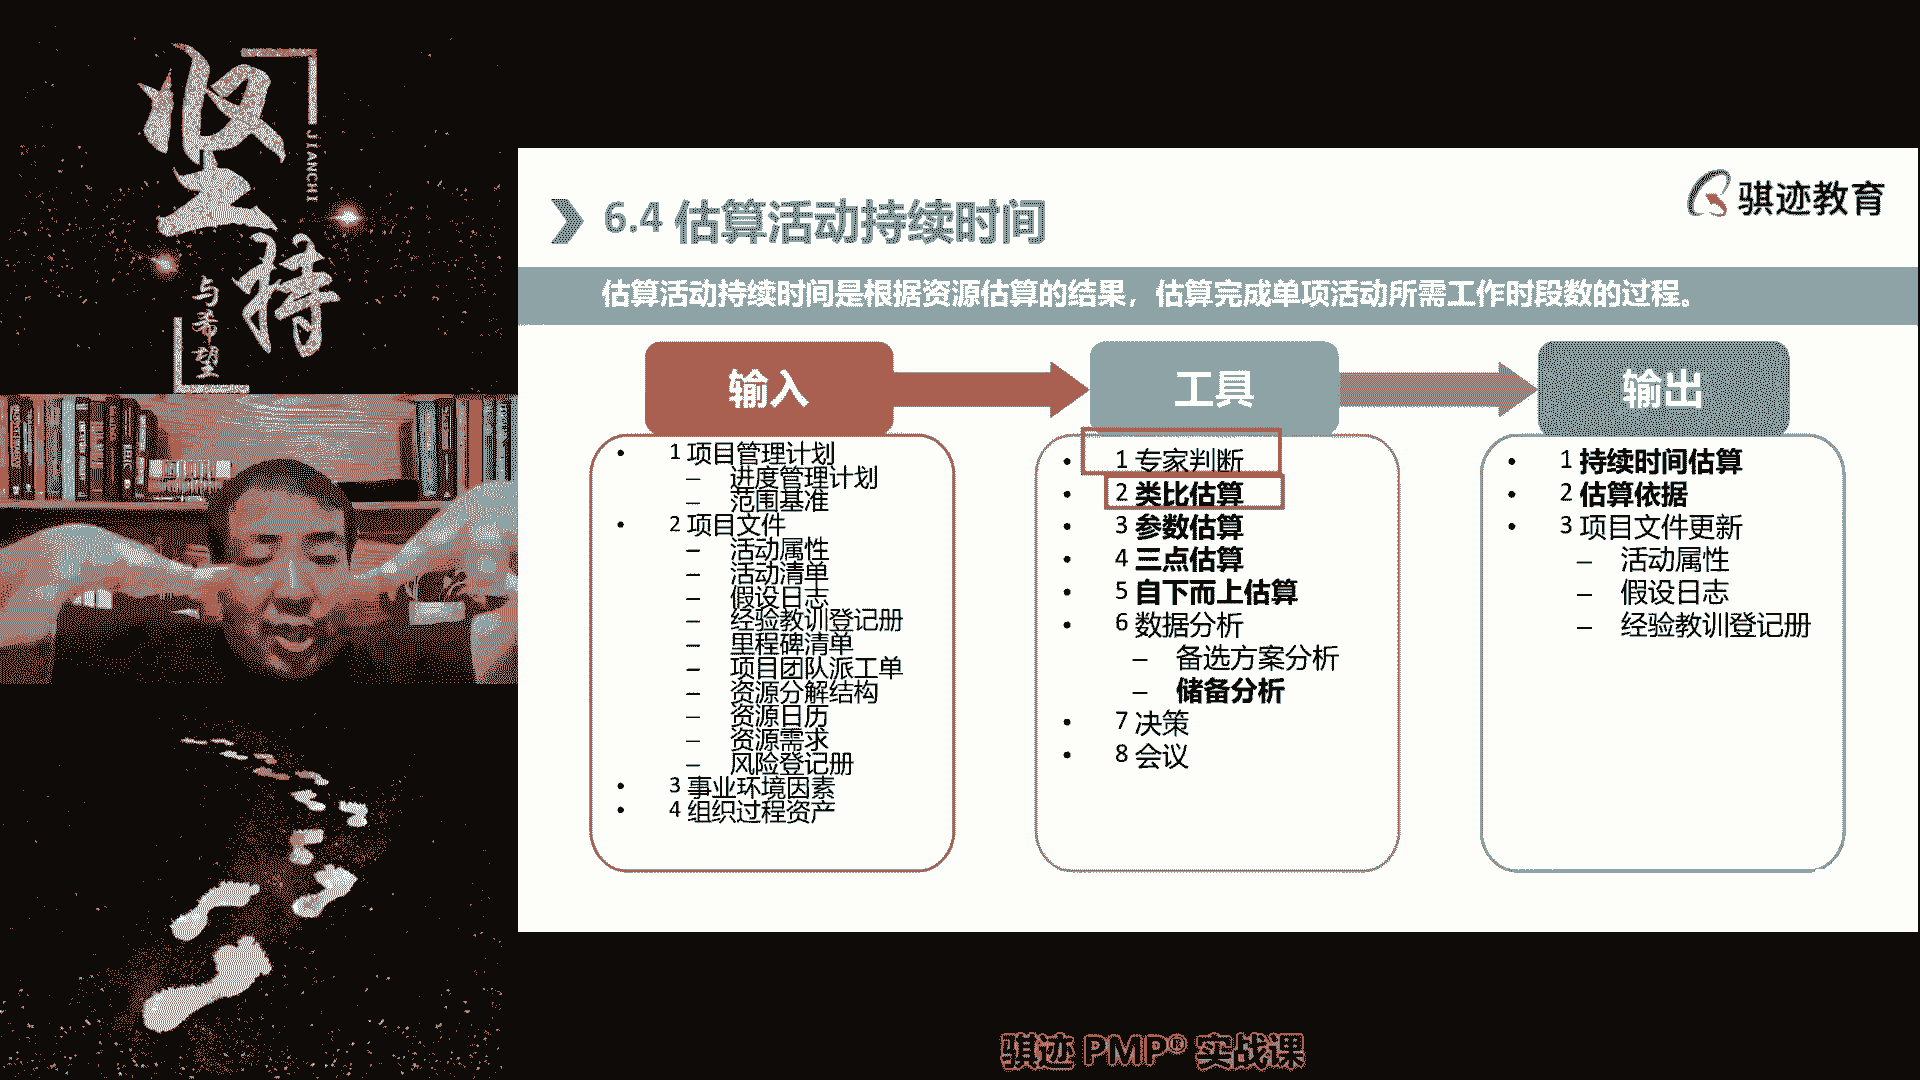 坚持
JIANCHI
与希望
骐迹教育
6.4 估算活动持续时间
估算活动持续时间是根据资源估算的结果，估算完成单项活动所需工作时段数的过程。
输入
• 1 项目管理计划
– 进度管理计划
– 范围基准
• 2 项目文件
– 活动属性
– 活动清单
– 假设日志
– 经验教训登记册
– 里程碑清单
– 项目团队派工单
– 资源分解结构
– 资源日历
– 资源需求
– 风险登记册
• 3 事业环境因素
• 4 组织过程资产
工具
• 1 专家判断
• 2 类比估算
• 3 参数估算
• 4 三点估算
• 5 自下而上估算
• 6 数据分析
– 备选方案分析
– 储备分析
• 7 决策
• 8 会议
输出
• 1 持续时间估算
• 2 估算依据
• 3 项目文件更新
– 活动属性
– 假设日志
– 经验教训登记册
骐迹 PMP® 实战课